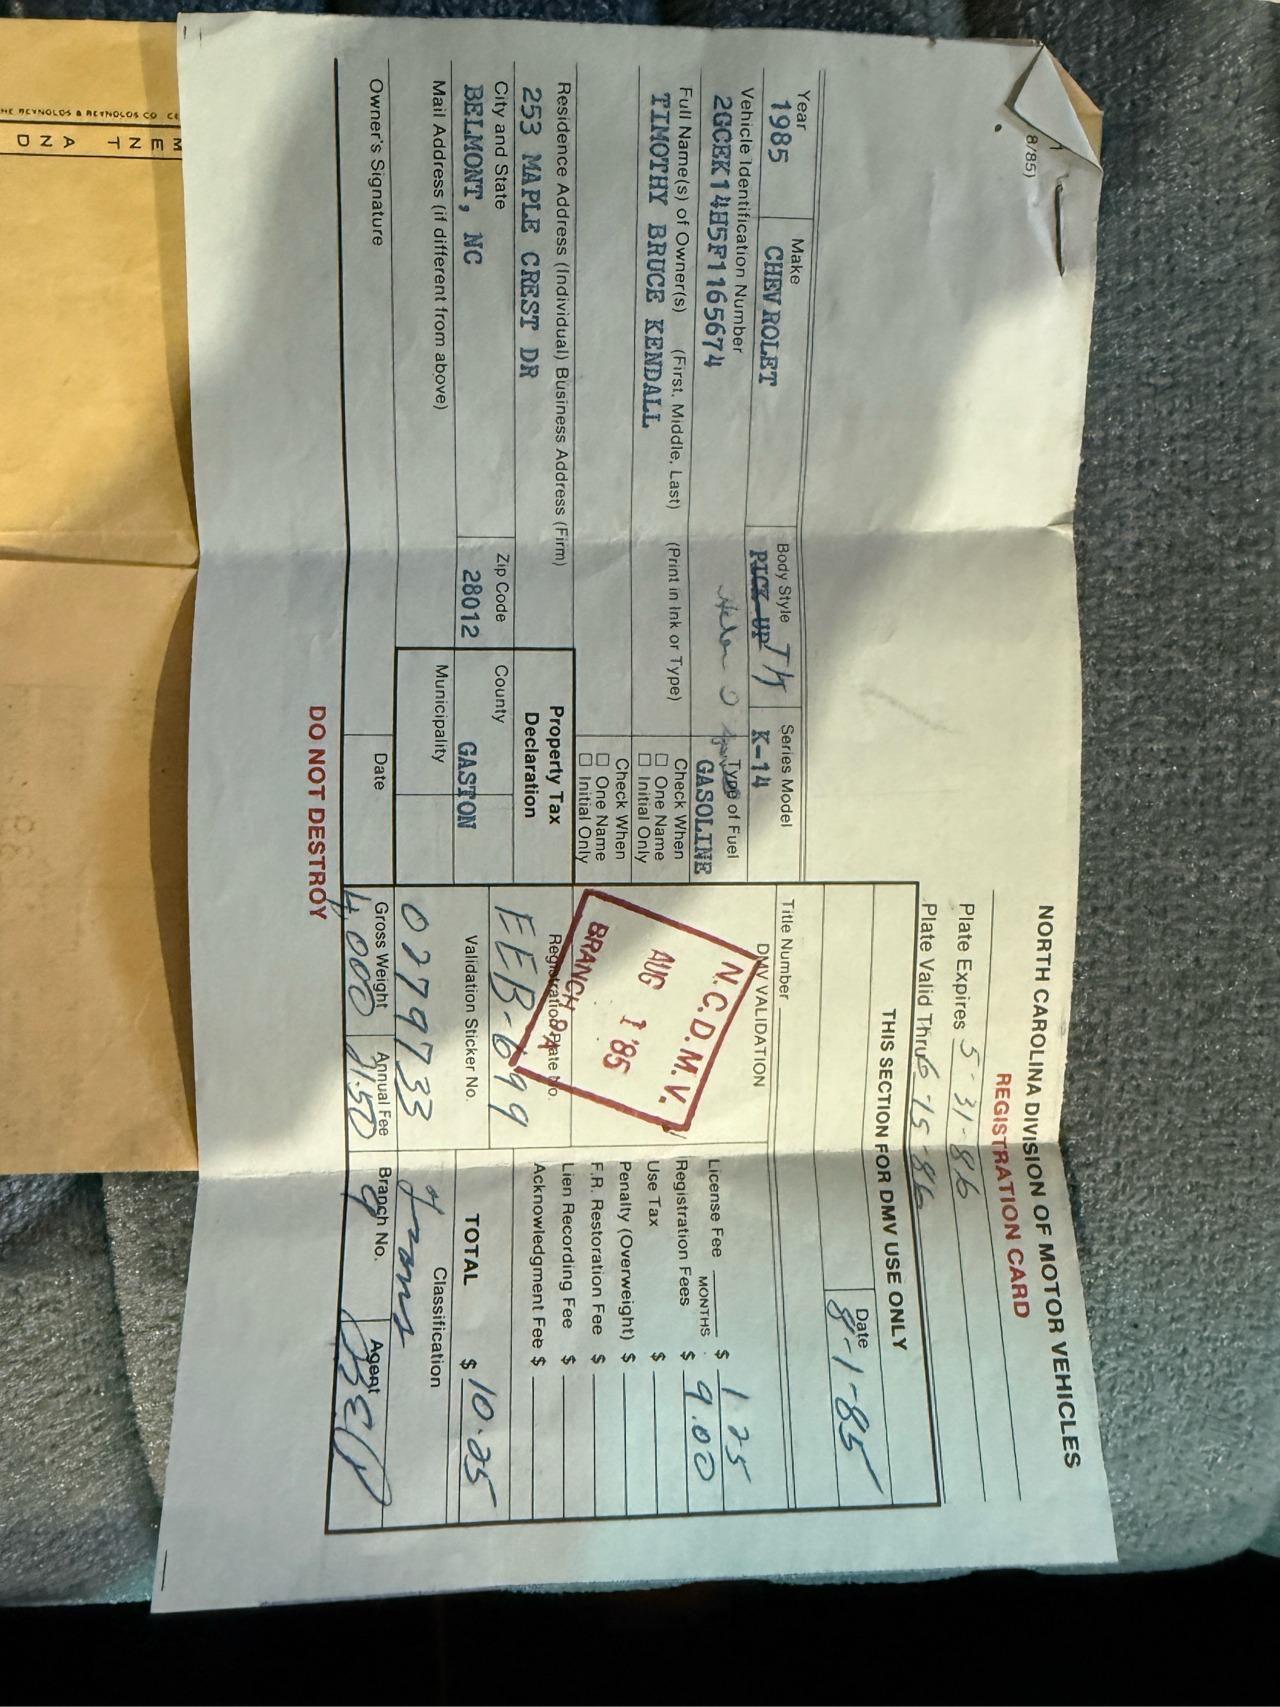 8/85)
NORTH CAROLINA DIVISION OF MOTOR VEHICLES
REGISTRATION CARD
Plate Expires 5-31-86
Plate Valid Thru 6-15-86
THIS SECTION FOR DMV USE ONLY
Date
8-1-85
Year Make Body Style Series Model
1985 CHEVROLET PICK-UP K-14
Vehicle Identification Number Type of Fuel
2GCEK14H5F1165674 GASOLINE
Full Name(s) of Owner(s) (First, Middle, Last) (Print in Ink or Type)
TIMOTHY BRUCE KENDALL
Check When
☐ One Name
☐ Initial Only
Check When
☐ One Name
☐ Initial Only
Residence Address (Individual) Business Address (Firm)
253 MAPLE CREST DR
Property Tax
Declaration
City and State Zip Code County
BELMONT, NC 28012 GASTON
Mail Address (if different from above) Municipality
Owner's Signature Date
Title Number
DMV VALIDATION
N.C.D.M.V.
AUG 1 '85
BRANCH 9A
Registration Plate No.
EEB-699
Validation Sticker No.
0279733
License Fee MONTHS $ 1.25
Registration Fees $ 9.00
Use Tax $
Penalty (Overweight) $
F.R. Restoration Fee $
Lien Recording Fee $
Acknowledgment Fee $
TOTAL $ 10.25
Classification
Trans
Gross Weight Annual Fee Branch No. Agent
4,000 21.50 9
DO NOT DESTROY
HE REYNOLDS & REYNOLDS CO
MENT AND